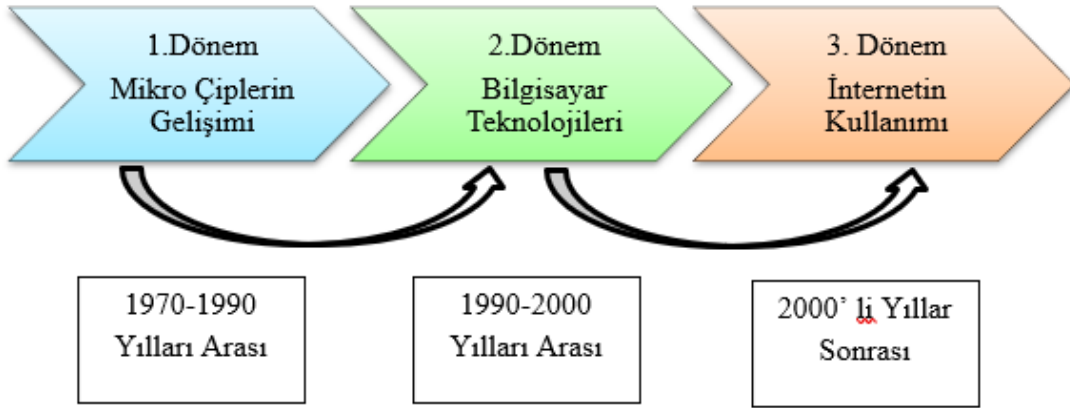 1.Dönem
Mikro Çiplerin
Gelişimi
2.Dönem
Bilgisayar
Teknolojileri
3. Dönem
İnternetin
Kullanımı
1970-1990
Yılları Arası
1990-2000
Yılları Arası
2000’ li Yıllar
Sonrası